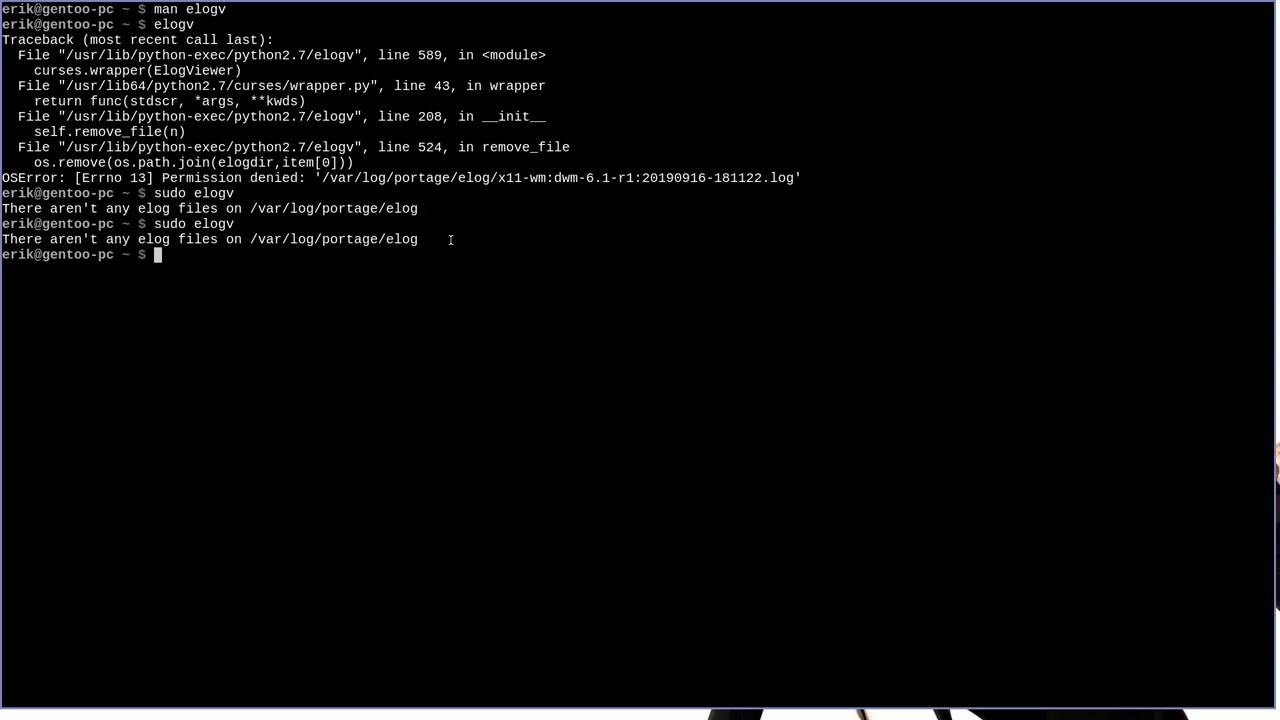 erik@gentoo-pc ~ $ man elogv
erik@gentoo-pc ~ $ elogv
Traceback (most recent call last):
  File "/usr/lib/python-exec/python2.7/elogv", line 589, in <module>
    curses.wrapper(ElogViewer)
  File "/usr/lib64/python2.7/curses/wrapper.py", line 43, in wrapper
    return func(stdscr, *args, **kwds)
  File "/usr/lib/python-exec/python2.7/elogv", line 208, in __init__
    self.remove_file(n)
  File "/usr/lib/python-exec/python2.7/elogv", line 524, in remove_file
    os.remove(os.path.join(elogdir,item[0]))
OSError: [Errno 13] Permission denied: '/var/log/portage/elog/x11-wm:dwm-6.1-r1:20190916-181122.log'
erik@gentoo-pc ~ $ sudo elogv
There aren't any elog files on /var/log/portage/elog
erik@gentoo-pc ~ $ sudo elogv
There aren't any elog files on /var/log/portage/elog
erik@gentoo-pc ~ $